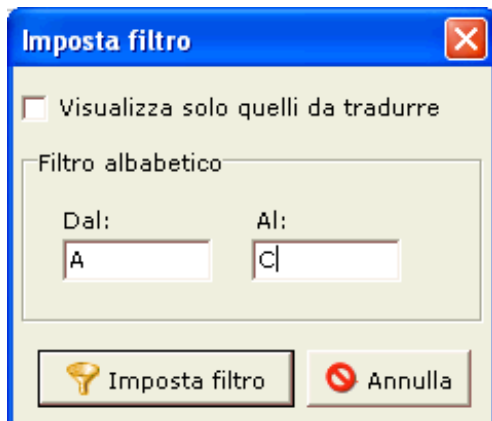 Imposta filtro
Visualizza solo quelli da tradurre
Filtro albabetico
Dal: Al:
A C
Imposta filtro Annulla